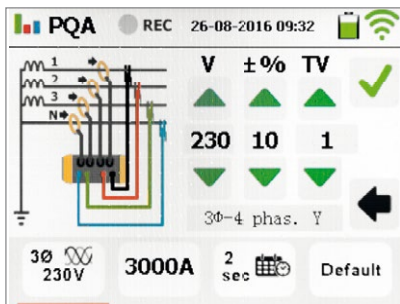 PQA REC 26-08-2016 09:32
V ±% TV
1
2
3
N
230 10 1
3Φ-4 phas. Y
3Ø 230V
3000A
2 sec
Default